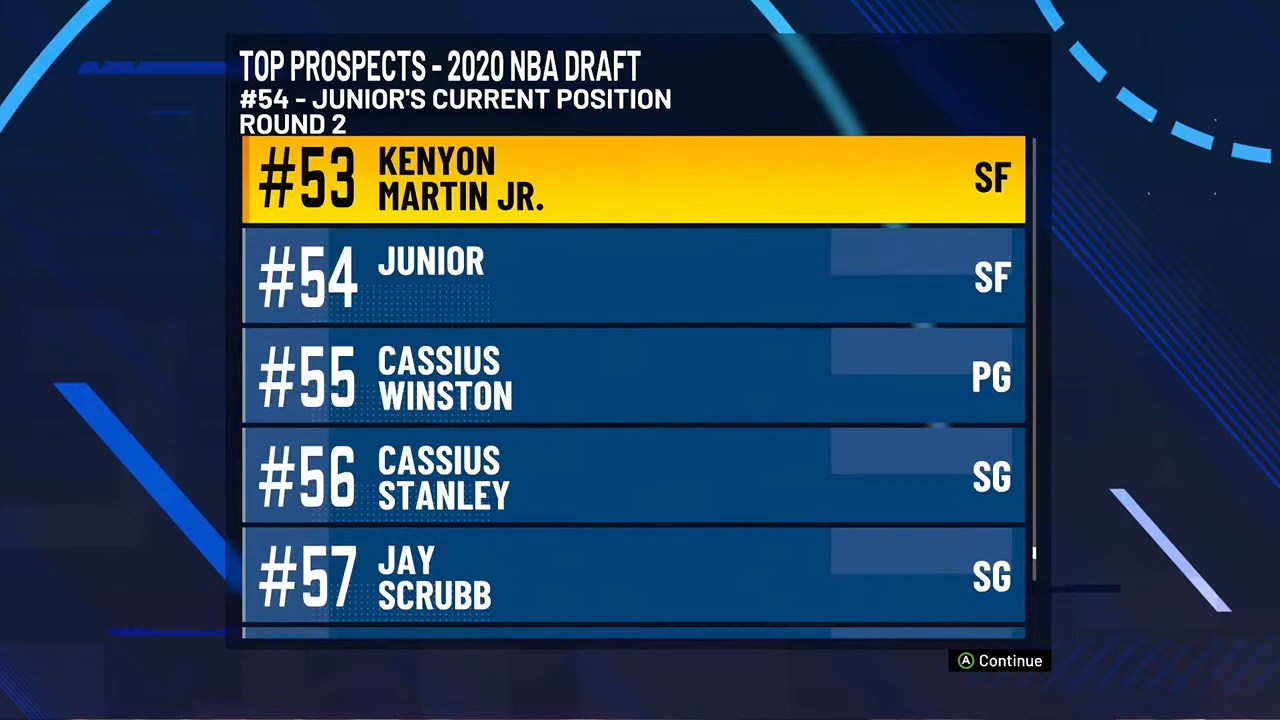 TOP PROSPECTS - 2020 NBA DRAFT
#54 - JUNIOR'S CURRENT POSITION
ROUND 2
#53 KENYON MARTIN JR. SF
#54 JUNIOR SF
#55 CASSIUS WINSTON PG
#56 CASSIUS STANLEY SG
#57 JAY SCRUBB SG
A Continue